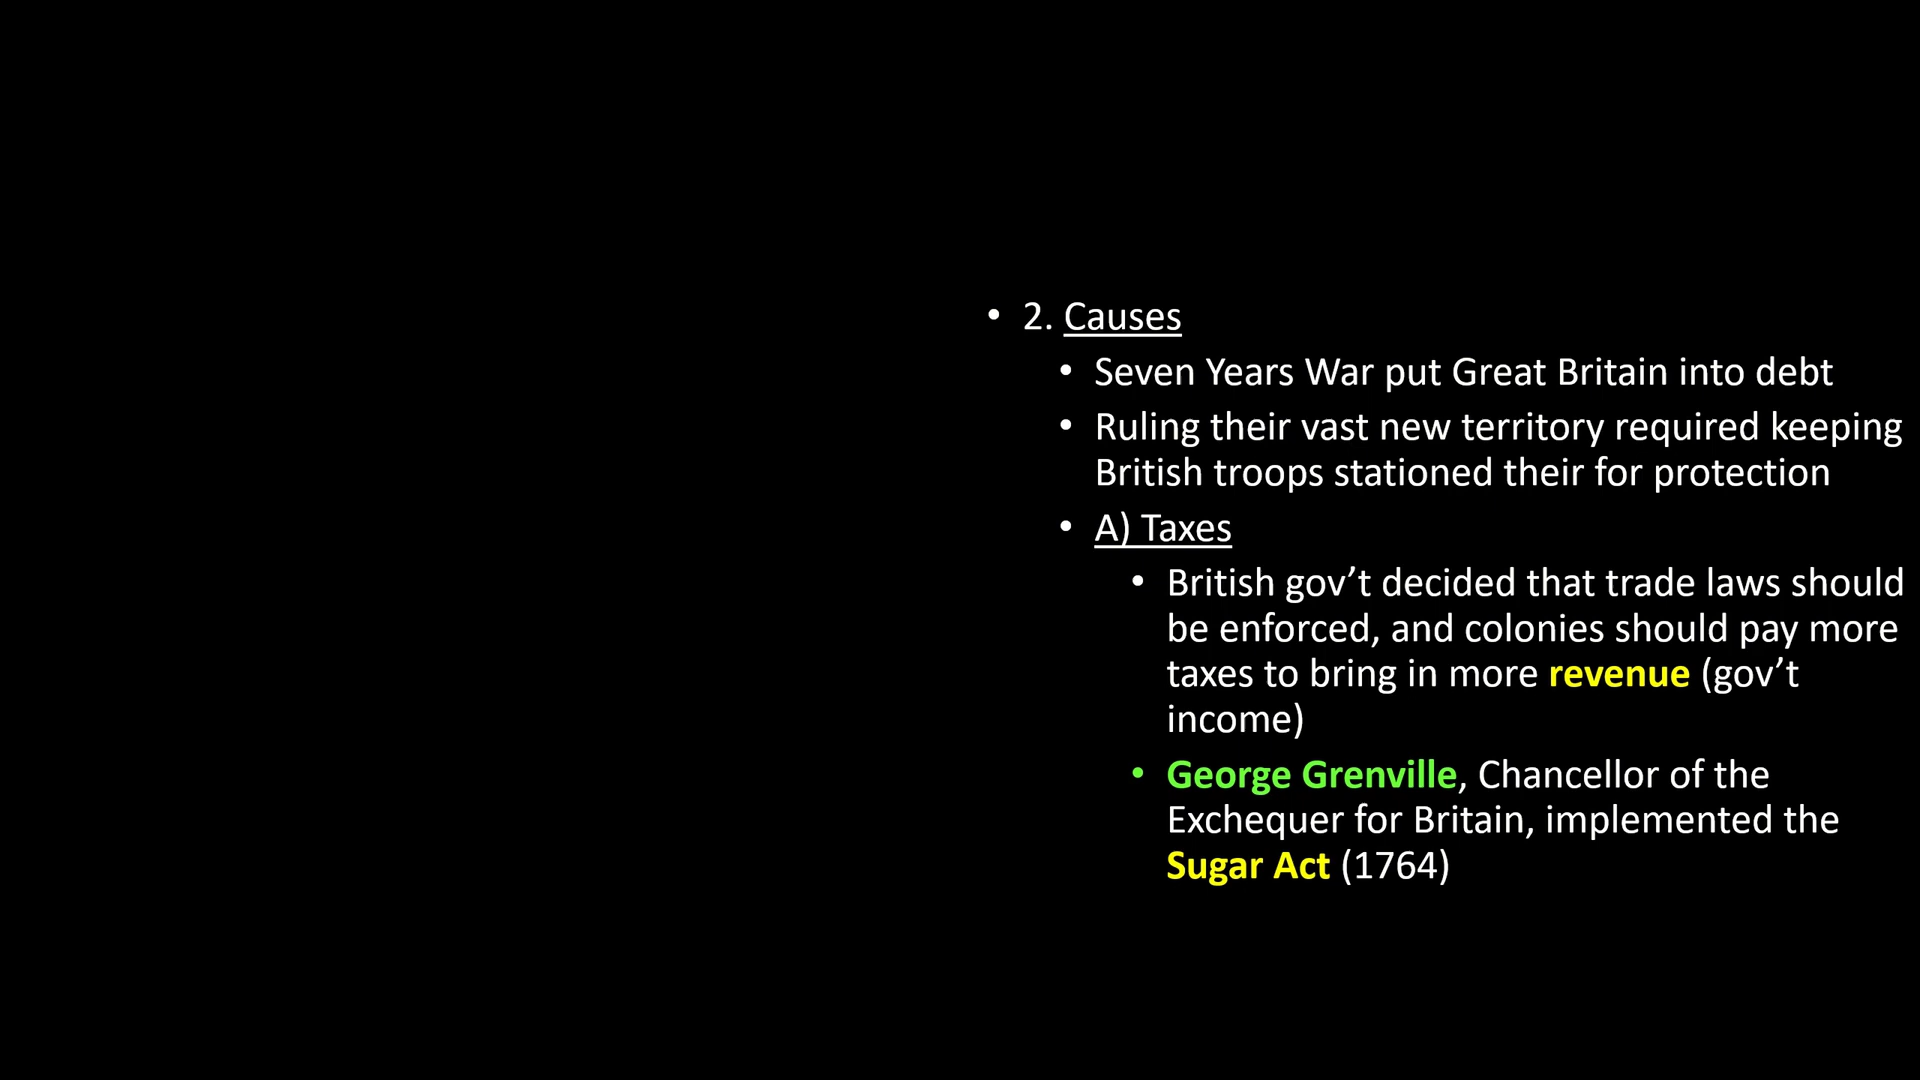 • 2. Causes
• Seven Years War put Great Britain into debt
• Ruling their vast new territory required keeping
British troops stationed their for protection
• A) Taxes
• British gov’t decided that trade laws should
be enforced, and colonies should pay more
taxes to bring in more revenue (gov’t
income)
• George Grenville, Chancellor of the
Exchequer for Britain, implemented the
Sugar Act (1764)